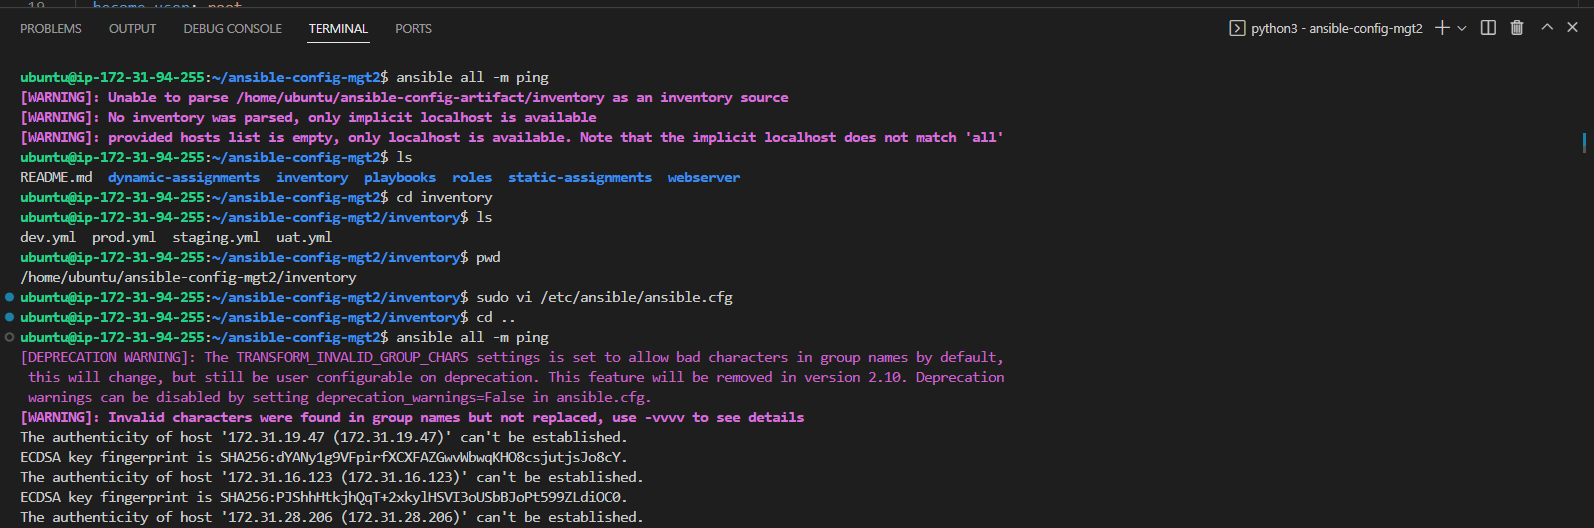 19 become_user: root
PROBLEMS OUTPUT DEBUG CONSOLE TERMINAL PORTS python3 - ansible-config-mgt2
ubuntu@ip-172-31-94-255:~/ansible-config-mgt2$ ansible all -m ping
[WARNING]: Unable to parse /home/ubuntu/ansible-config-artifact/inventory as an inventory source
[WARNING]: No inventory was parsed, only implicit localhost is available
[WARNING]: provided hosts list is empty, only localhost is available. Note that the implicit localhost does not match 'all'
ubuntu@ip-172-31-94-255:~/ansible-config-mgt2$ ls
README.md dynamic-assignments inventory playbooks roles static-assignments webserver
ubuntu@ip-172-31-94-255:~/ansible-config-mgt2$ cd inventory
ubuntu@ip-172-31-94-255:~/ansible-config-mgt2/inventory$ ls
dev.yml prod.yml staging.yml uat.yml
ubuntu@ip-172-31-94-255:~/ansible-config-mgt2/inventory$ pwd
/home/ubuntu/ansible-config-mgt2/inventory
ubuntu@ip-172-31-94-255:~/ansible-config-mgt2/inventory$ sudo vi /etc/ansible/ansible.cfg
ubuntu@ip-172-31-94-255:~/ansible-config-mgt2/inventory$ cd ..
ubuntu@ip-172-31-94-255:~/ansible-config-mgt2$ ansible all -m ping
[DEPRECATION WARNING]: The TRANSFORM_INVALID_GROUP_CHARS settings is set to allow bad characters in group names by default,
this will change, but still be user configurable on deprecation. This feature will be removed in version 2.10. Deprecation
warnings can be disabled by setting deprecation_warnings=False in ansible.cfg.
[WARNING]: Invalid characters were found in group names but not replaced, use -vvvv to see details
The authenticity of host '172.31.19.47 (172.31.19.47)' can't be established.
ECDSA key fingerprint is SHA256:dYANy1g9VFpirfXCXFAZGwvWbwqKHO8csjutjsJo8cY.
The authenticity of host '172.31.16.123 (172.31.16.123)' can't be established.
ECDSA key fingerprint is SHA256:PJShhHtkjhQqT+2xkylHSVI3oUSbBJoPt599ZLdiOC0.
The authenticity of host '172.31.28.206 (172.31.28.206)' can't be established.